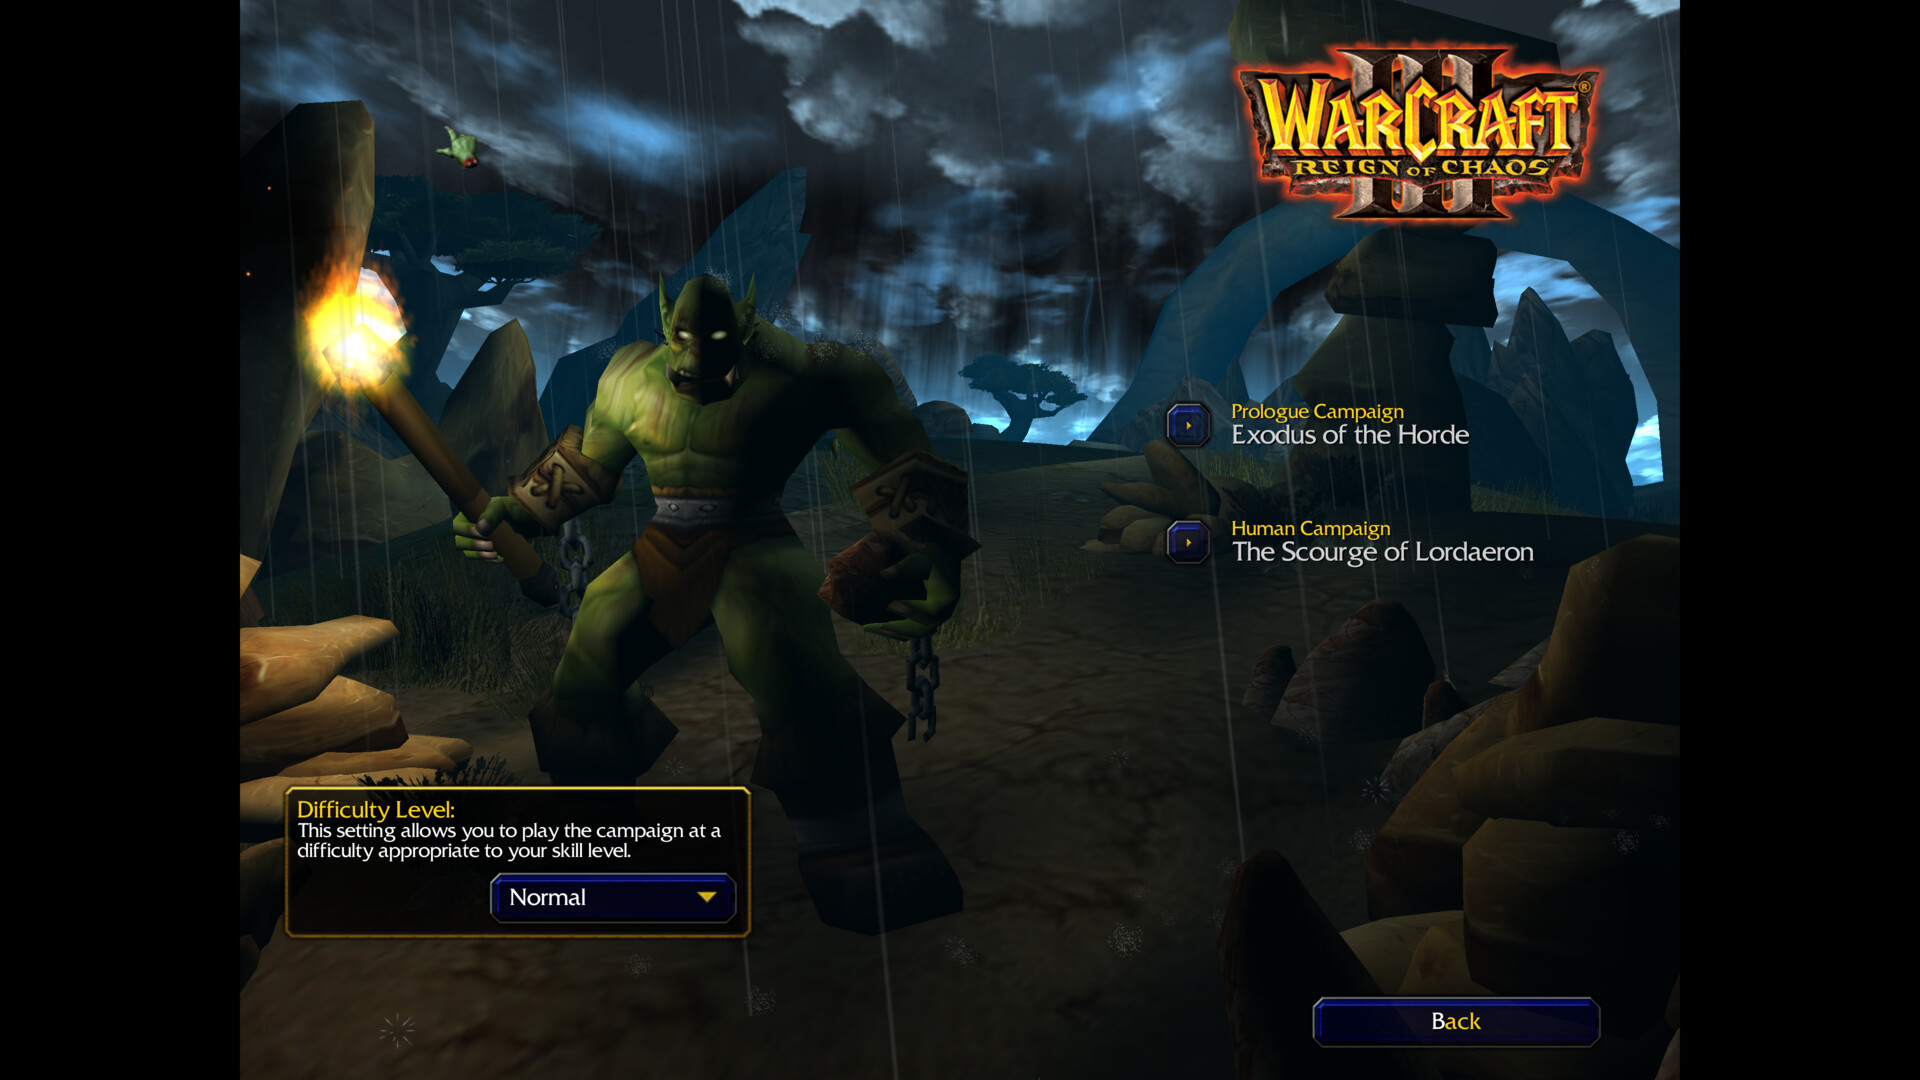 WARCRAFT®
III
REIGN OF CHAOS™
Prologue Campaign
Exodus of the Horde
Human Campaign
The Scourge of Lordaeron
Difficulty Level:
This setting allows you to play the campaign at a
difficulty appropriate to your skill level.
Normal
Back